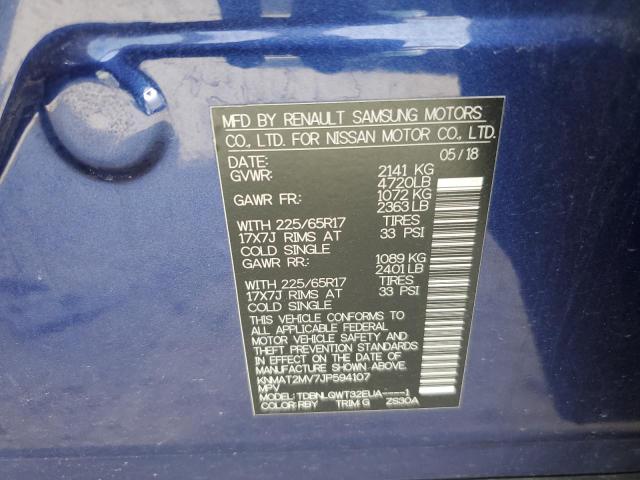 MFD BY RENAULT SAMSUNG MOTORS
CO., LTD. FOR NISSAN MOTOR CO., LTD.
DATE: 05/18
GVWR: 2141 KG
4720LB
GAWR FR: 1072 KG
2363 LB
WITH 225/65R17 TIRES
17X7J RIMS AT 33 PSI
COLD SINGLE
GAWR RR: 1089 KG
2401 LB
WITH 225/65R17 TIRES
17X7J RIMS AT 33 PSI
COLD SINGLE
THIS VEHICLE CONFORMS TO
ALL APPLICABLE FEDERAL
MOTOR VEHICLE SAFETY AND
THEFT PREVENTION STANDARDS
IN EFFECT ON THE DATE OF
MANUFACTURE SHOWN ABOVE.
KNMAT2MV7JP594107
MPV
MODEL: TDBNLQWT32EUA----1
COLOR: RBY TRIM: G ZS30A